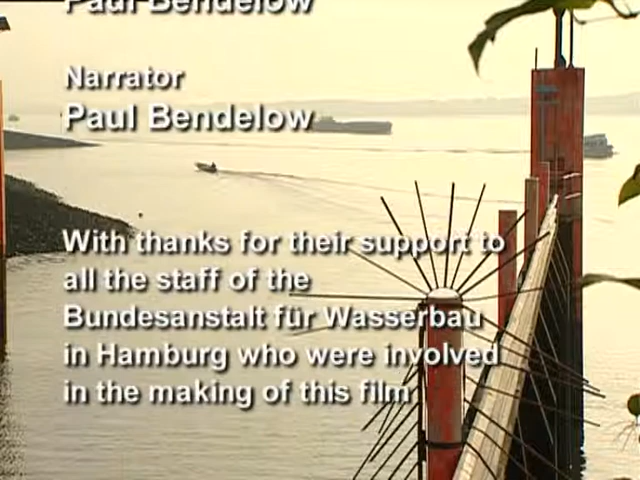 Paul Bendelow
Narrator
Paul Bendelow
With thanks for their support to
all the staff of the
Bundesanstalt für Wasserbau
in Hamburg who were involved
in the making of this film